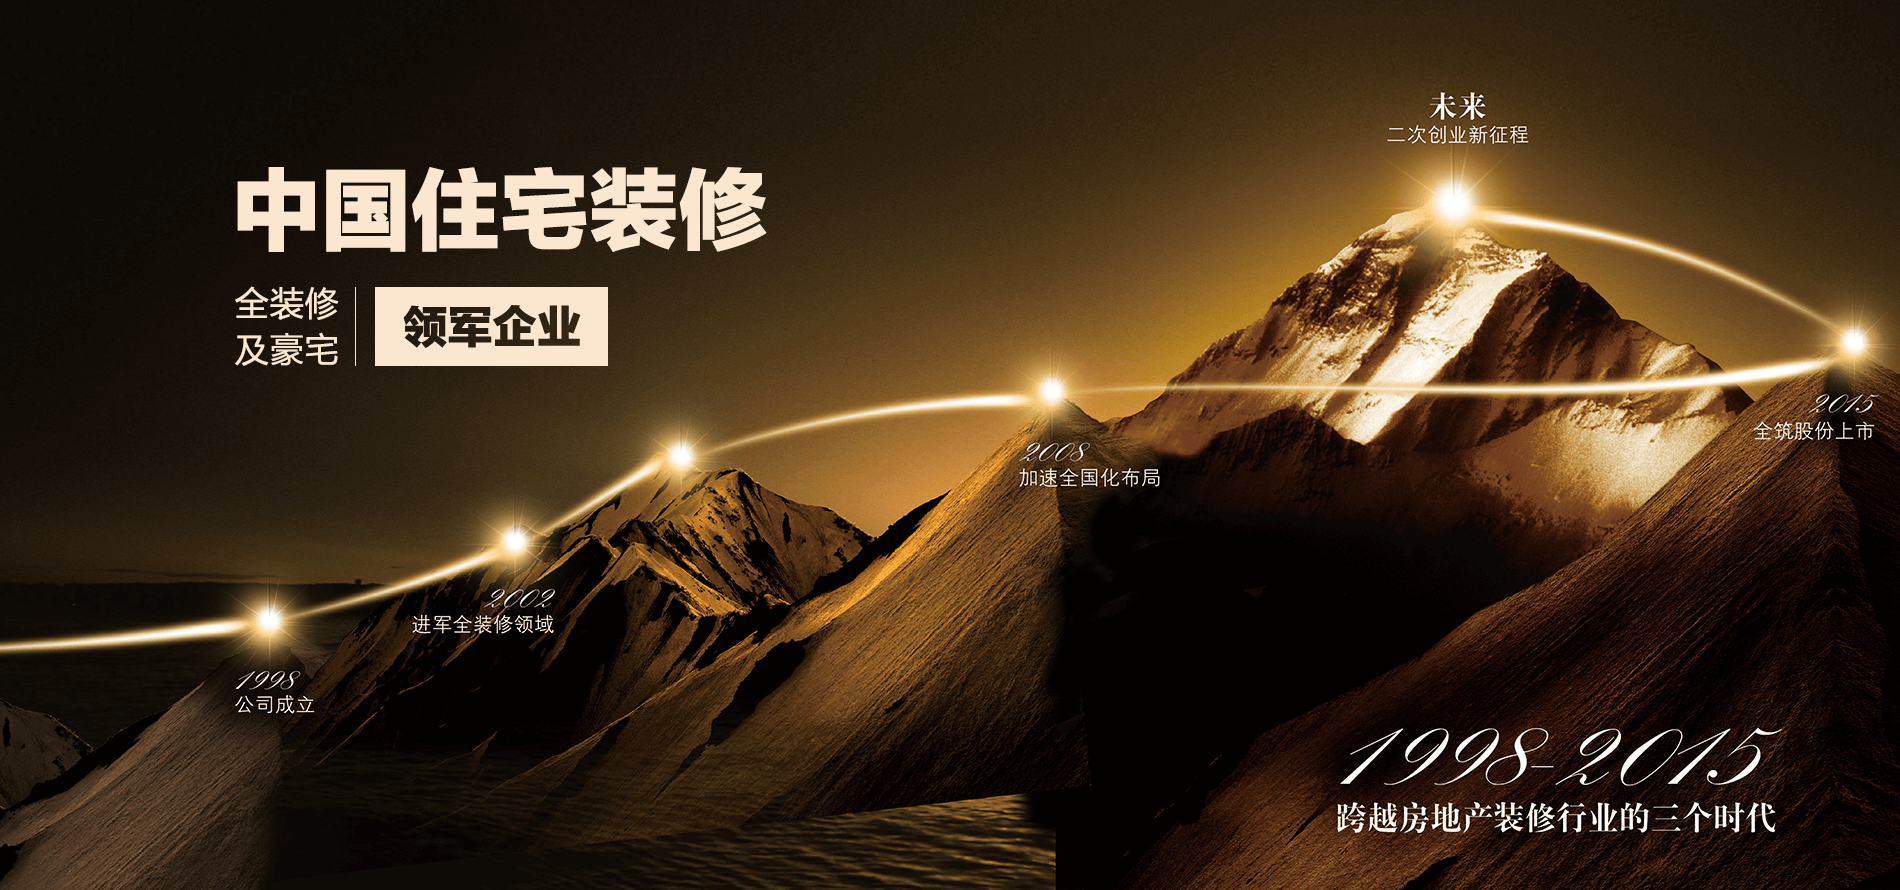 未来
二次创业新征程
中国住宅装修
全装修
及豪宅
领军企业
2015
全筑股份上市
2008
加速全国化布局
2002
进军全装修领域
1998
公司成立
1998-2015
跨越房地产装修行业的三个时代